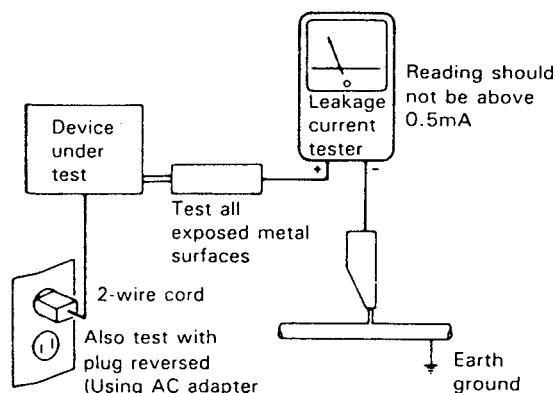 Device
under
test
Leakage
current
tester
+ -
Reading should
not be above
0.5mA
Test all
exposed metal
surfaces
2-wire cord
Also test with
plug reversed
(Using AC adapter
Earth
ground